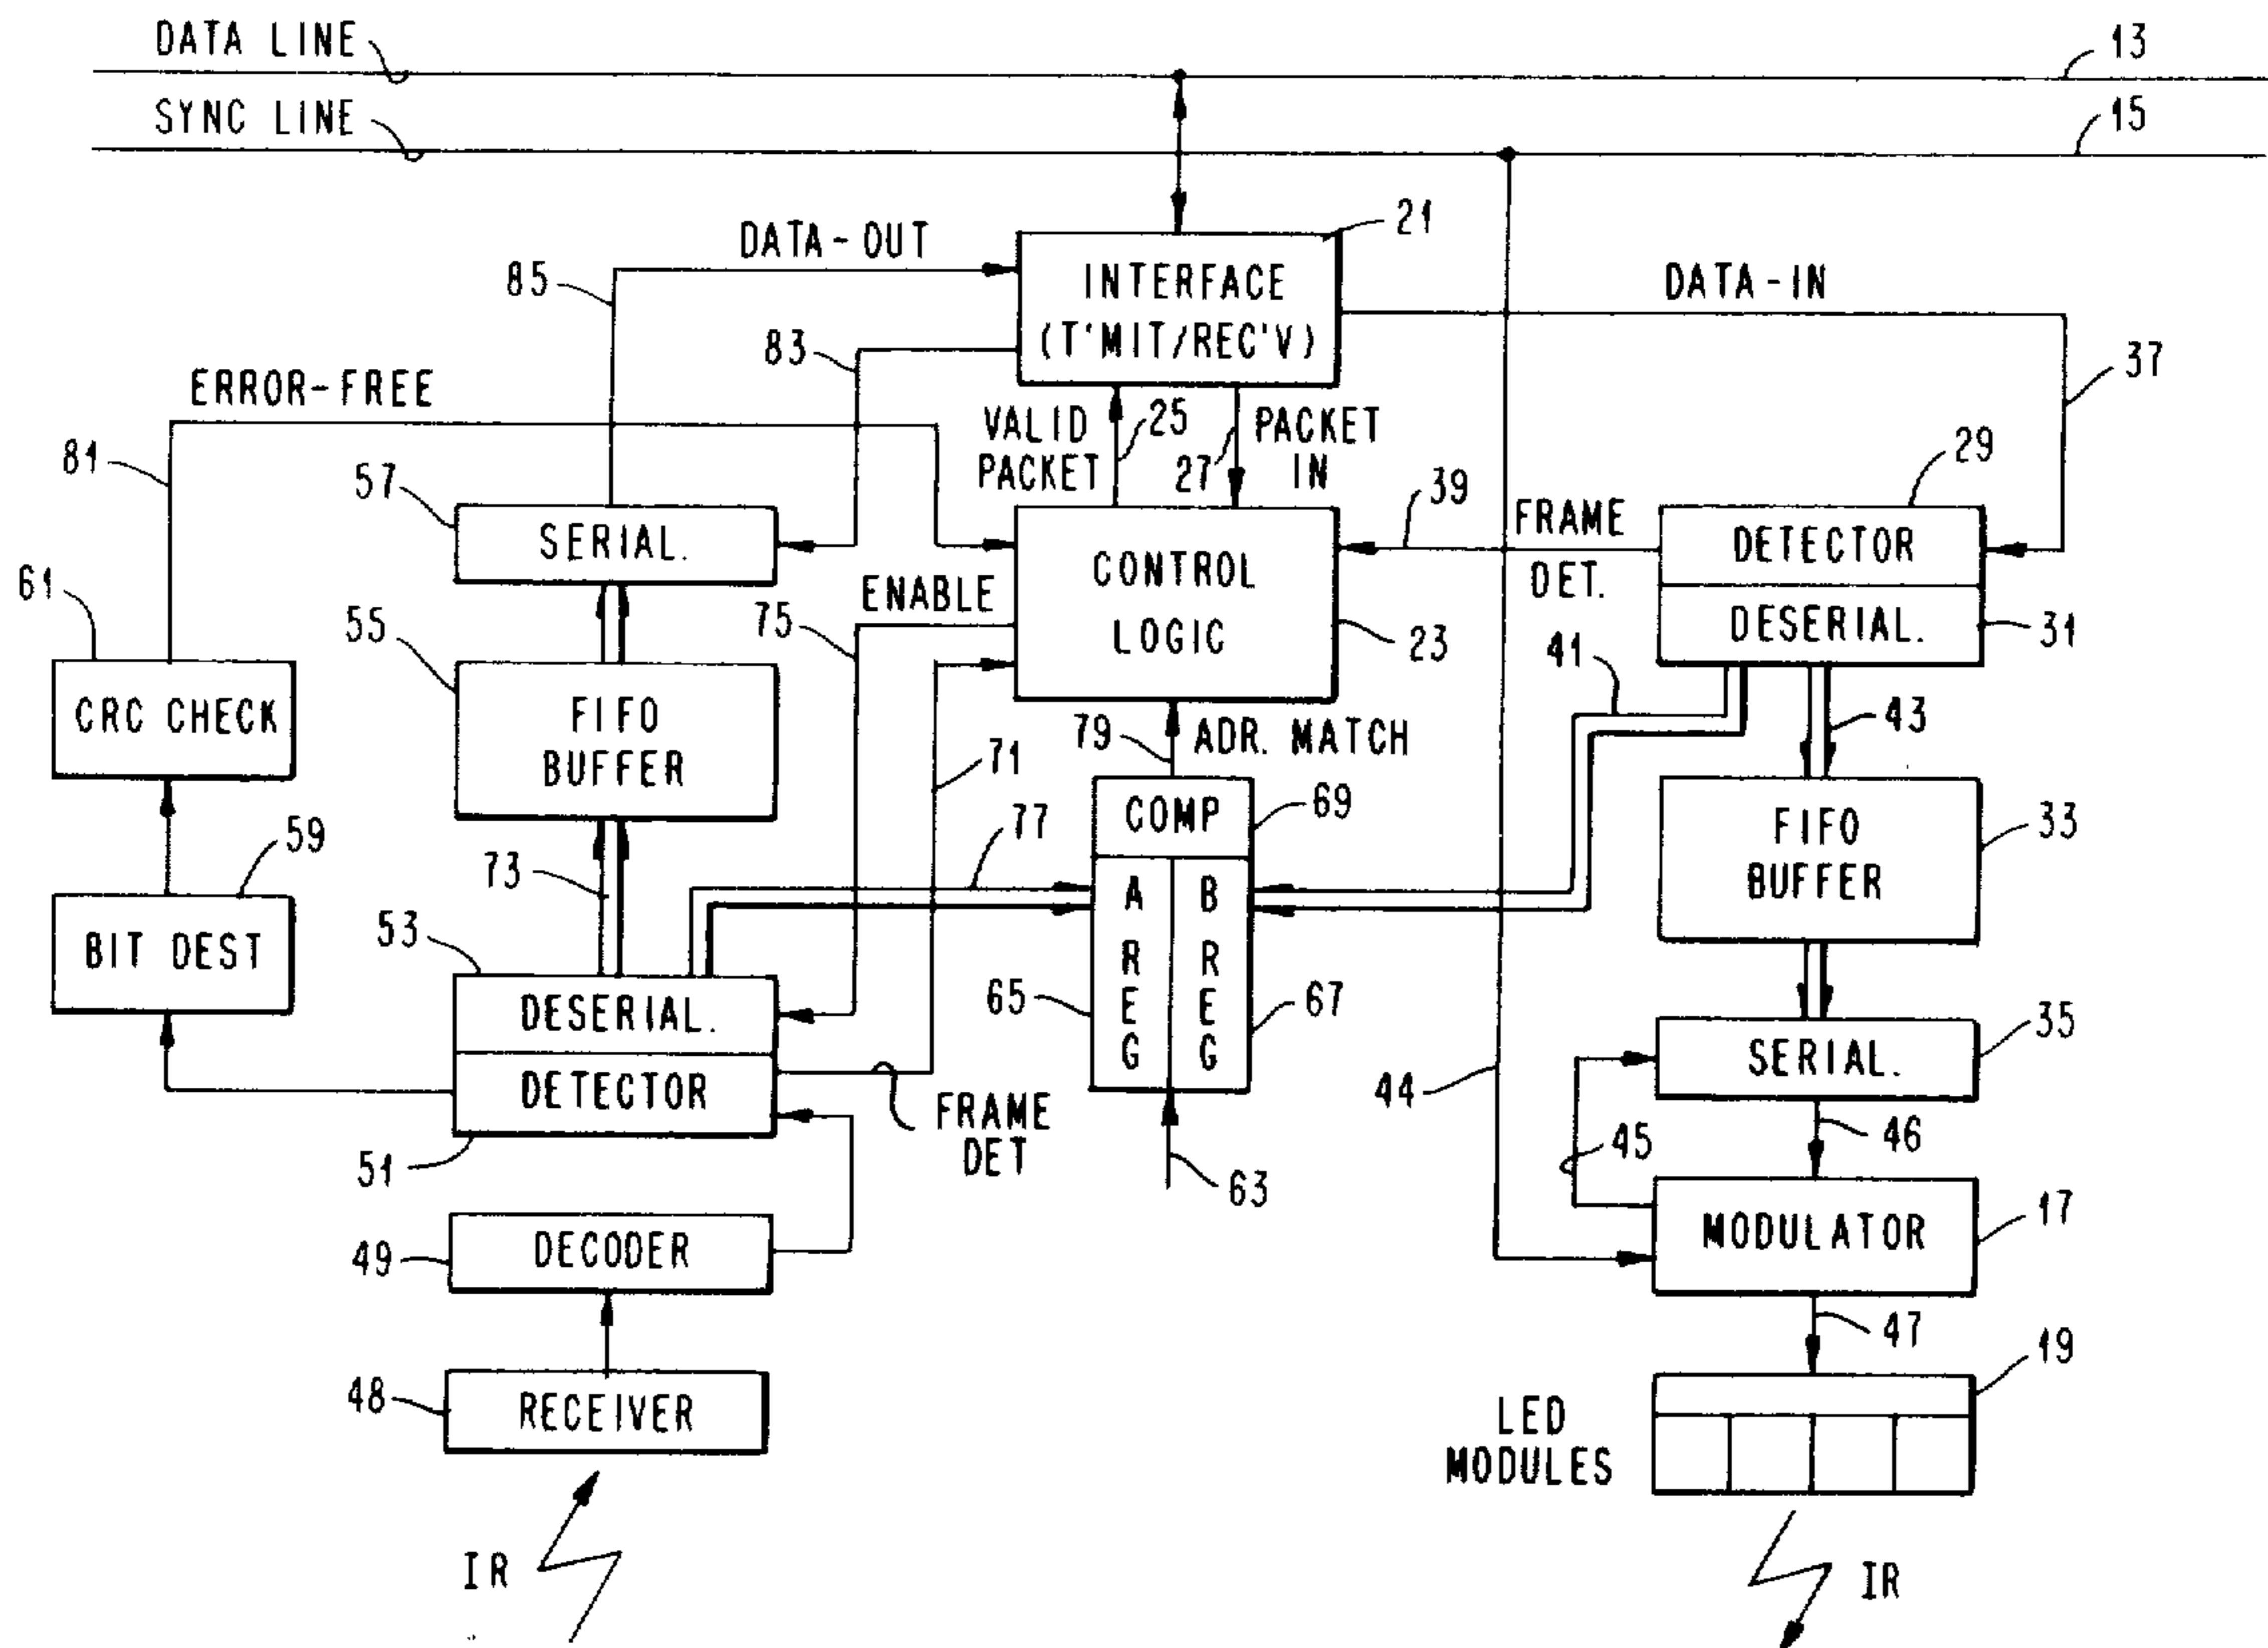 DATA LINE
13
SYNC LINE
15
21
DATA-OUT
INTERFACE
(T'MIT/REC'V)
DATA-IN
85
83
37
ERROR-FREE
VALID
PACKET
25
27
PACKET
IN
81
57
39
29
SERIAL.
FRAME
DET.
DETECTOR
CONTROL
LOGIC
61
ENABLE
DESERIAL.
31
55
75
23
41
CRC CHECK
FIFO
BUFFER
79
ADR. MATCH
43
71
COMP
69
59
77
FIFO
BUFFER
33
73
A
REG
B
REG
BIT DEST
53
65
67
DESERIAL.
35
SERIAL.
DETECTOR
44
46
FRAME
DET
45
51
63
DECODER
MODULATOR
17
49
47
19
48
RECEIVER
LED
MODULES
IR
IR